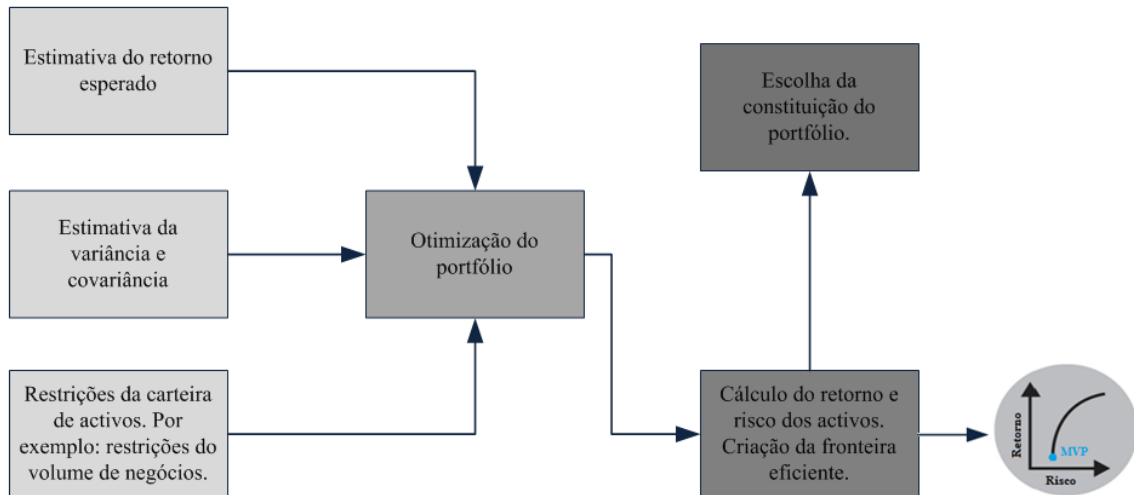 Estimativa do retorno
esperado
Estimativa da
variância e
covariância
Restrições da carteira
de activos. Por
exemplo: restrições do
volume de negócios.
Otimização do
portfólio
Escolha da
constituição do
portfólio.
Cálculo do retorno e
risco dos activos.
Criação da fronteira
eficiente.
Retorno
MVP
Risco